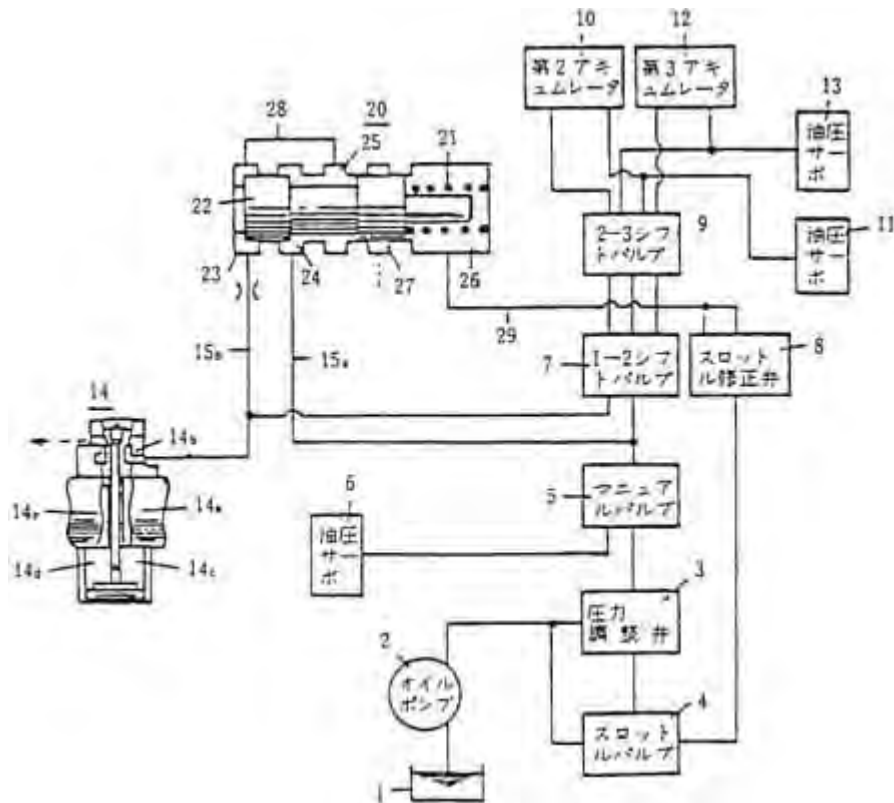 10
12
第2アキ
ュムレータ
第3アキ
ュムレータ
13
油圧
サー
ボ
28
20
25
21
22
23
24
27
26
2-3シフ
トバルブ
9
油圧
サー
ボ
11
29
15b
15a
7
1-2シフ
トバルブ
スロット
ル修正弁
8
14
14b
14a
14d
14c
6
油圧
サー
ボ
5
マニュア
ルバルブ
3
圧力
調整弁
2
オイル
ポンプ
4
スロット
ルバルブ
1